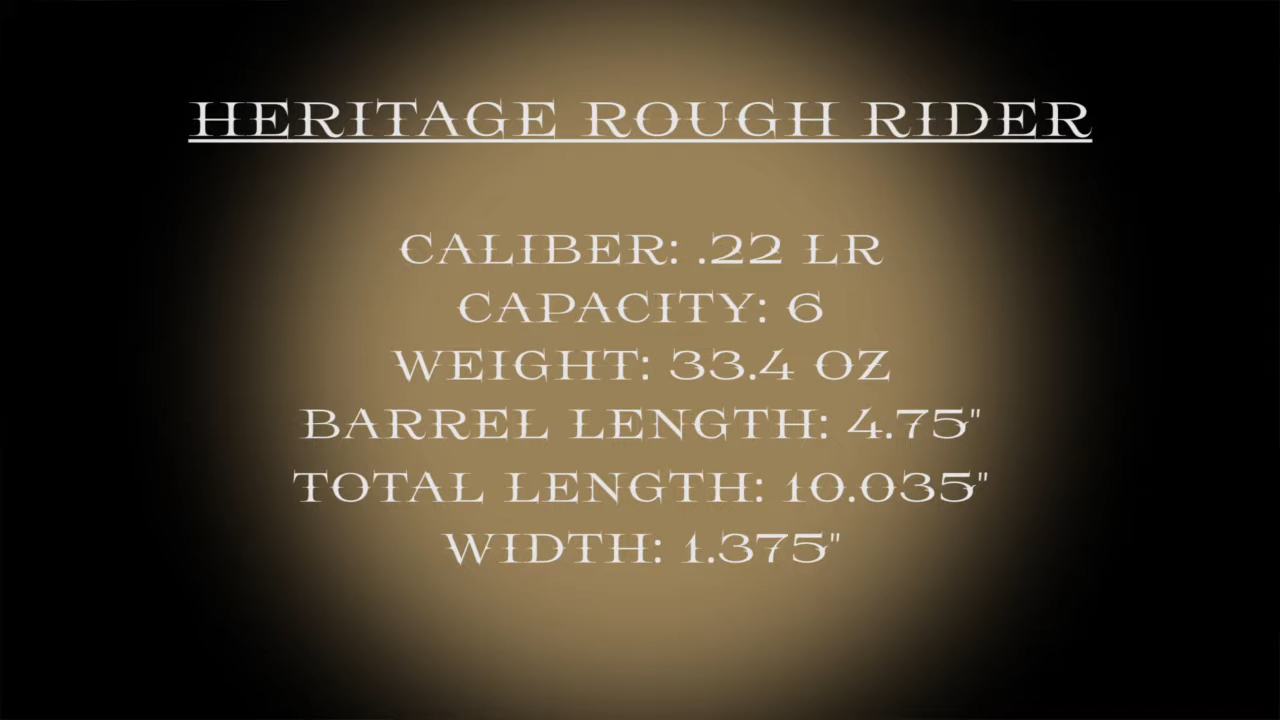 HERITAGE ROUGH RIDER
CALIBER: .22 LR
CAPACITY: 6
WEIGHT: 33.4 OZ
BARREL LENGTH: 4.75"
TOTAL LENGTH: 10.035"
WIDTH: 1.375"